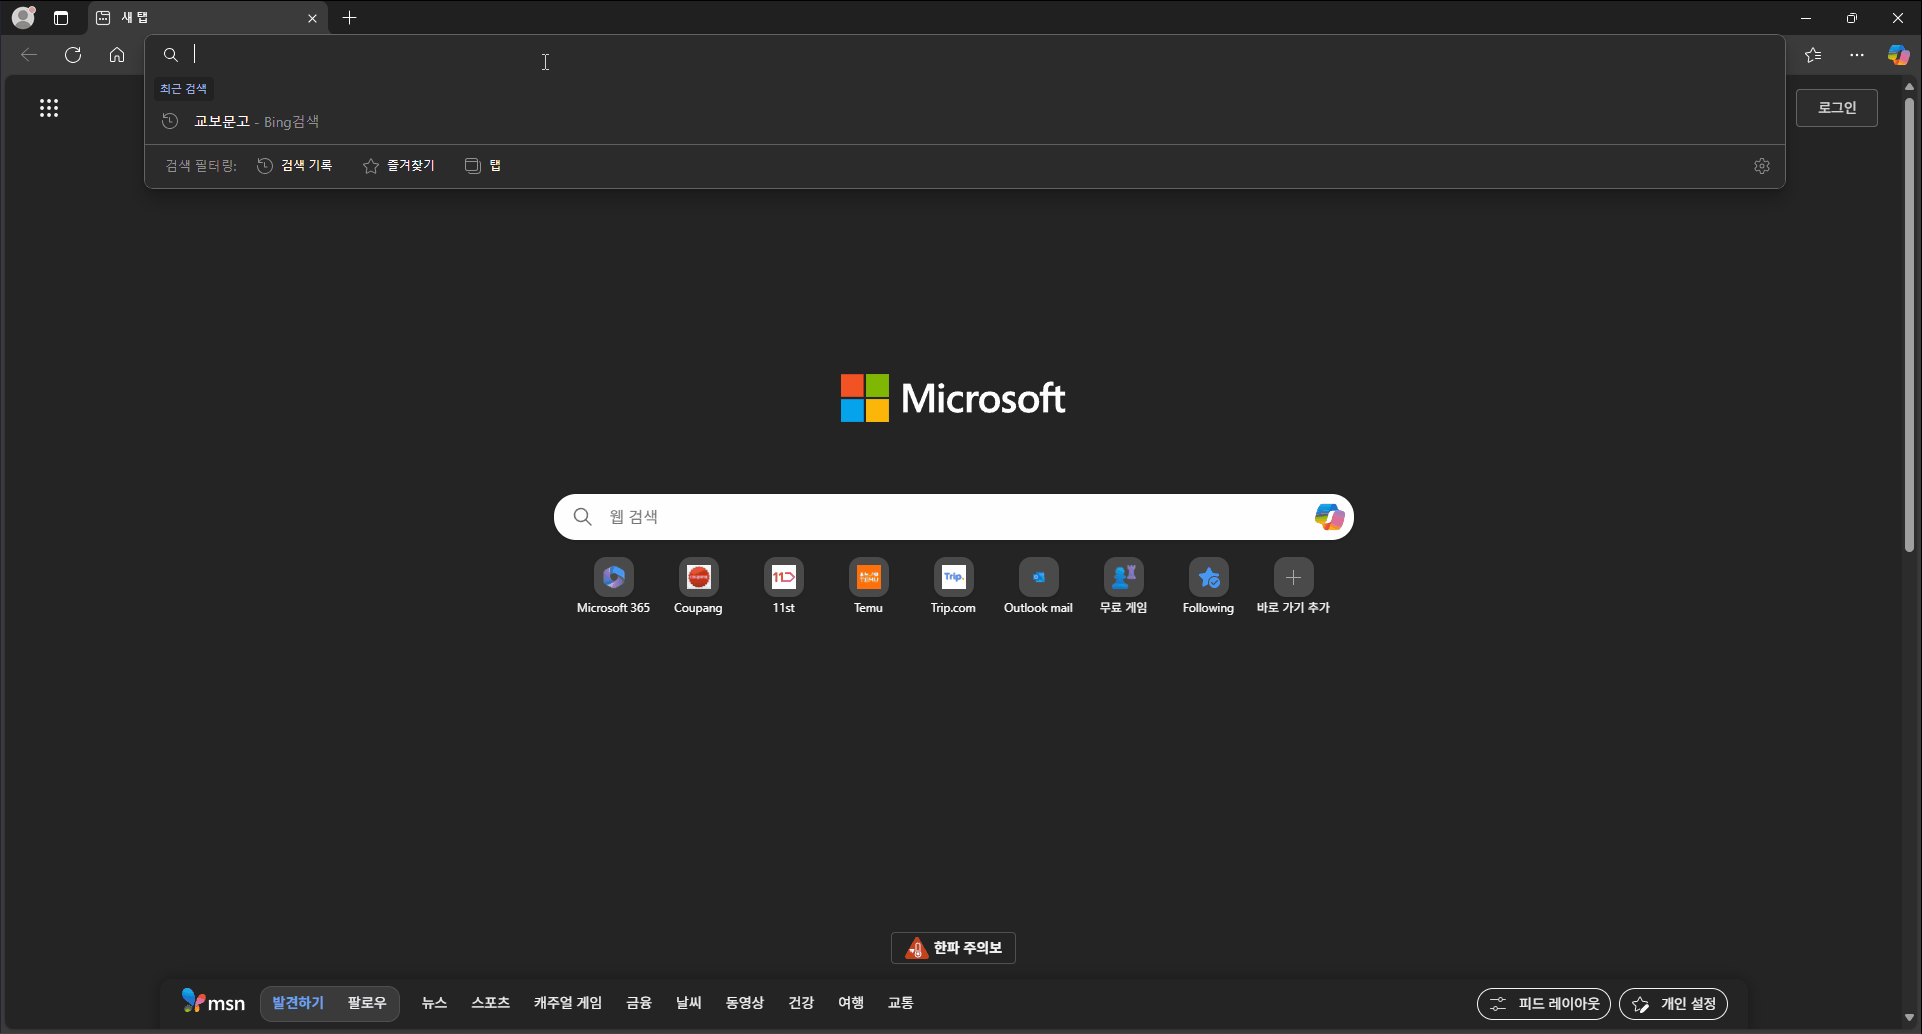 새 탭
최근 검색
교보문고 - Bing검색
검색 필터링: 검색 기록 즐겨찾기 탭
로그인
Microsoft
웹 검색
11
Trip.
TEMU
Microsoft 365 Coupang 11st Temu Trip.com Outlook mail 무료 게임 Following 바로 가기 추가
한파 주의보
msn 발견하기 팔로우 뉴스 스포츠 캐주얼 게임 금융 날씨 동영상 건강 여행 교통 피드 레이아웃 개인 설정